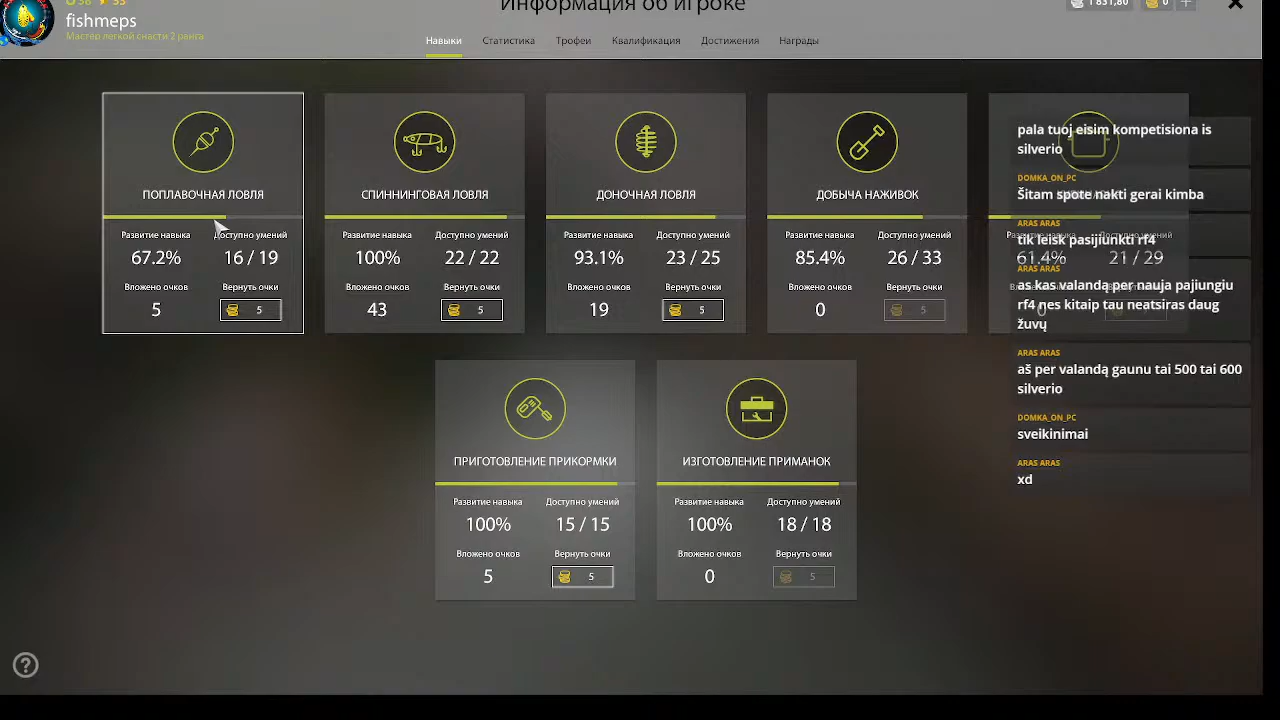 Информация об игроке
36 53
1 831,80 0
fishmeps
Мастер легкой снасти 2 ранга
Навыки Статистика Трофеи Квалификация Достижения Награды
ПОПЛАВОЧНАЯ ЛОВЛЯ
Развитие навыка Доступно умений
67.2% 16 / 19
Вложено очков Вернуть очки
5 5
СПИННИНГОВАЯ ЛОВЛЯ
Развитие навыка Доступно умений
100% 22 / 22
Вложено очков Вернуть очки
43 5
ДОНОЧНАЯ ЛОВЛЯ
Развитие навыка Доступно умений
93.1% 23 / 25
Вложено очков Вернуть очки
19 5
ДОБЫЧА НАЖИВОК
Развитие навыка Доступно умений
85.4% 26 / 33
Вложено очков Вернуть очки
0 5
Развитие навыка
61.4% 21 / 29
0
pala tuoj eisim kompetisiona is
silverio
DOMKA_ON_PC
Šitam spote nakti gerai kimba
ARAS ARAS
tik leisk pasijiunkti rf4
ARAS ARAS
as kas valanda per nauja pajiungiu
rf4 nes kitaip tau neatsiras daug
žuvų
ARAS ARAS
aš per valandą gaunu tai 500 tai 600
silverio
DOMKA_ON_PC
sveikinimai
ARAS ARAS
xd
ПРИГОТОВЛЕНИЕ ПРИКОРМКИ
Развитие навыка Доступно умений
100% 15 / 15
Вложено очков Вернуть очки
5 5
ИЗГОТОВЛЕНИЕ ПРИМАНОК
Развитие навыка Доступно умений
100% 18 / 18
Вложено очков Вернуть очки
0 5
?